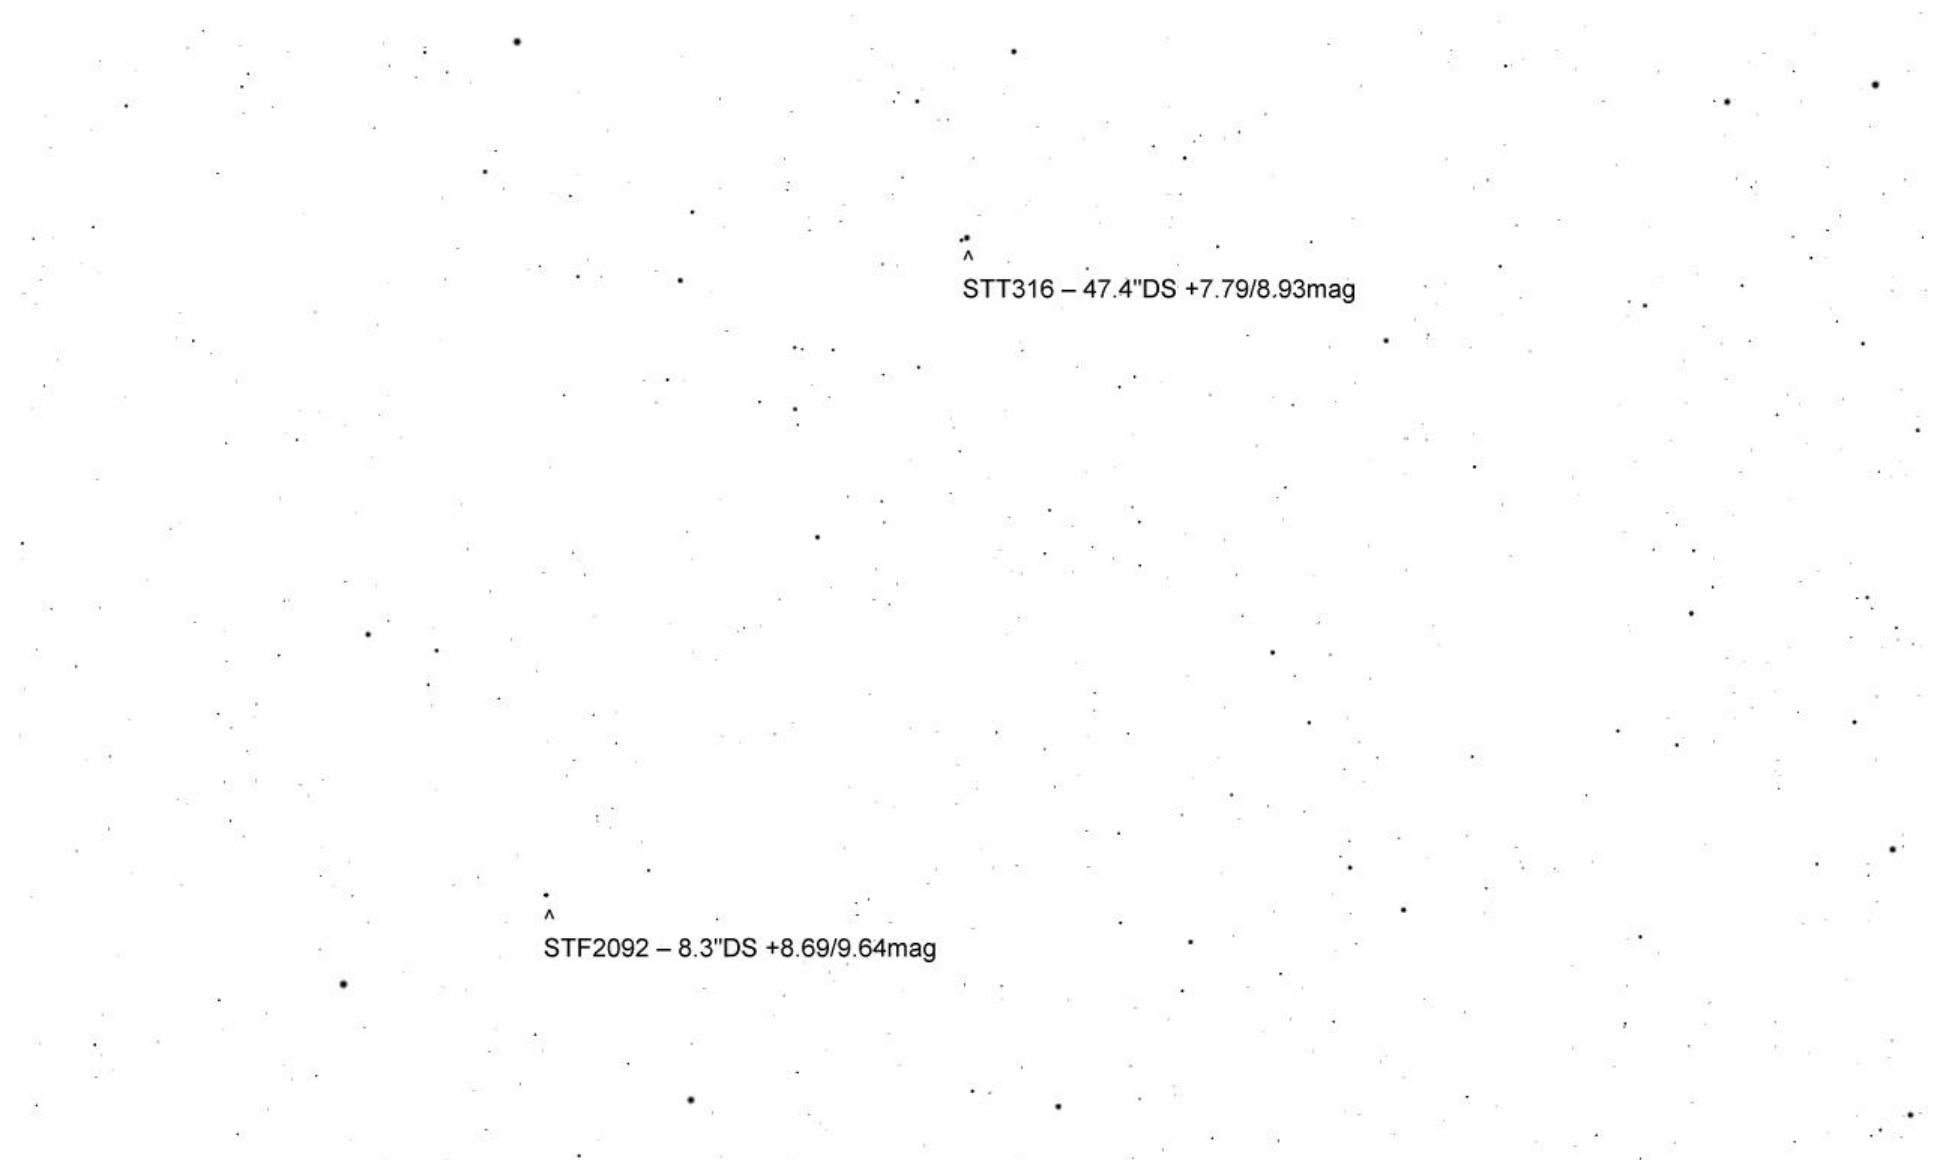 ^
STT316 – 47.4"DS +7.79/8.93mag
^
STF2092 – 8.3"DS +8.69/9.64mag